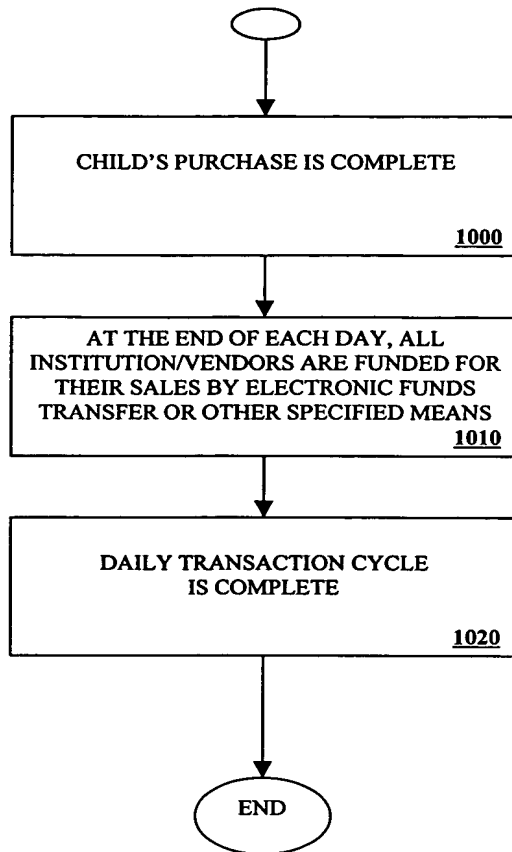 CHILD'S PURCHASE IS COMPLETE
1000
AT THE END OF EACH DAY, ALL
INSTITUTION/VENDORS ARE FUNDED FOR
THEIR SALES BY ELECTRONIC FUNDS
TRANSFER OR OTHER SPECIFIED MEANS
1010
DAILY TRANSACTION CYCLE
IS COMPLETE
1020
END